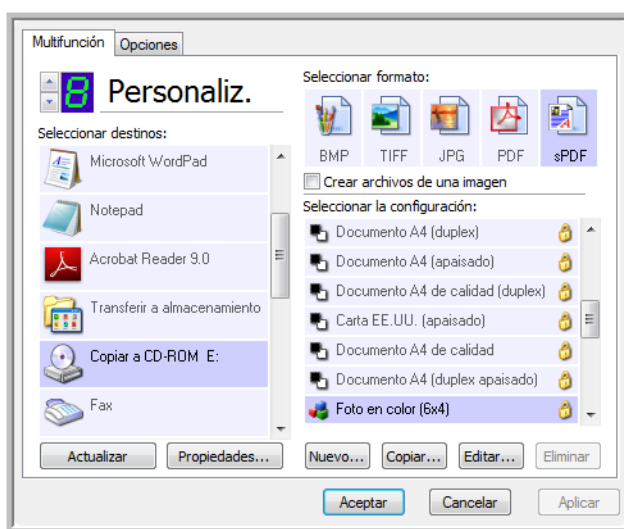 Multifunción
Opciones
8
Personaliz.
Seleccionar destinos:
Microsoft WordPad
Notepad
Acrobat Reader 9.0
Transferir a almacenamiento
Copiar a CD-ROM E:
Fax
Actualizar
Propiedades...
Seleccionar formato:
BMP
TIFF
JPG
PDF
sPDF
Crear archivos de una imagen
Seleccionar la configuración:
Documento A4 (duplex)
Documento A4 (apaisado)
Documento A4 de calidad (duplex)
Carta EE.UU. (apaisado)
Documento A4 de calidad
Documento A4 (duplex apaisado)
Foto en color (6x4)
Nuevo...
Copiar...
Editar...
Eliminar
Aceptar
Cancelar
Aplicar